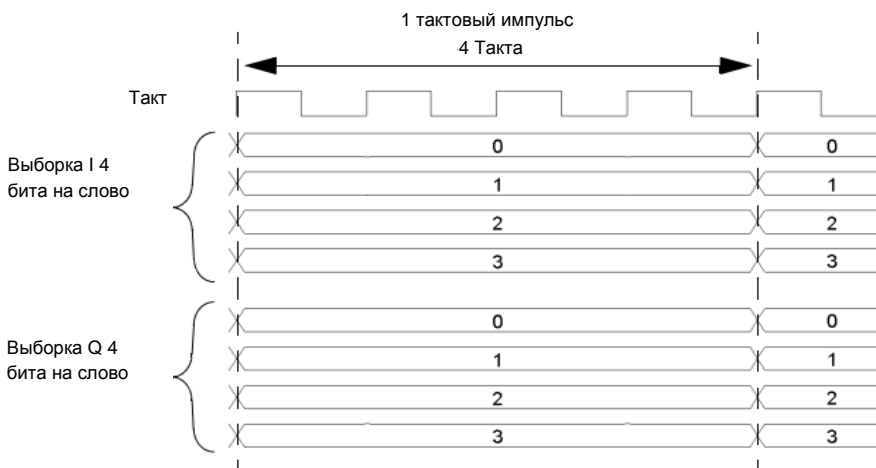 1 тактовый импульс
4 Такта
Такт
Выборка I 4
бита на слово
0 0
1 1
2 2
3 3
Выборка Q 4
бита на слово
0 0
1 1
2 2
3 3